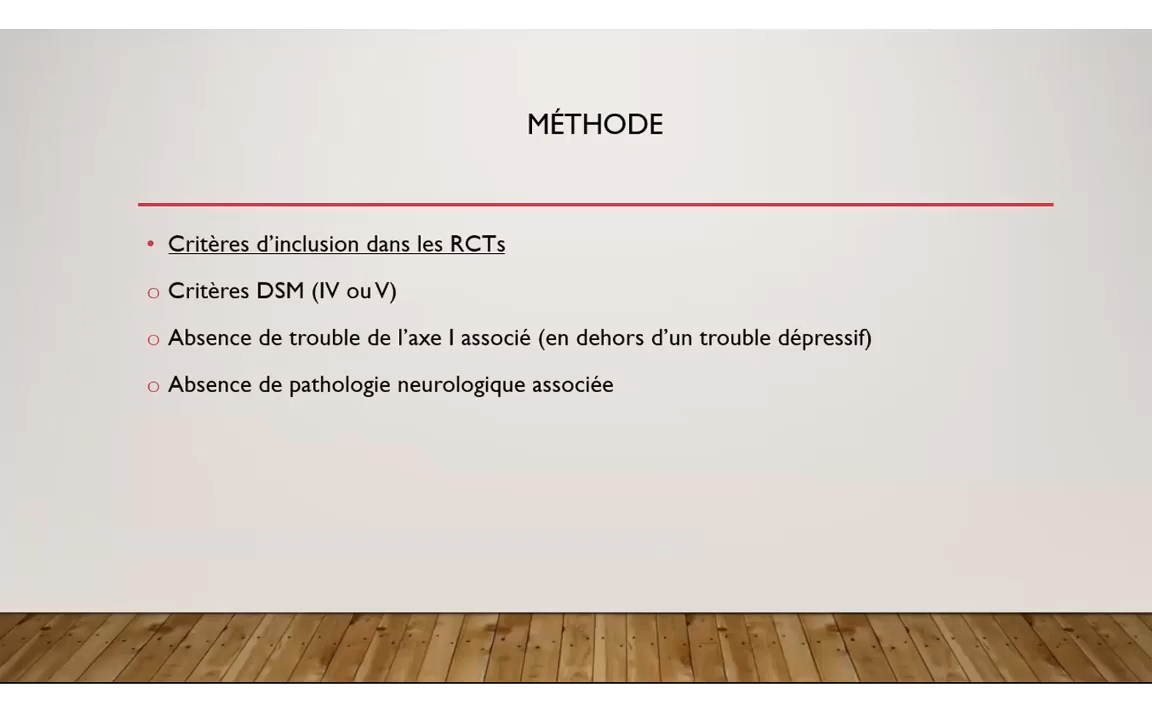 MÉTHODE
• Critères d’inclusion dans les RCTs
o Critères DSM (IV ou V)
o Absence de trouble de l’axe I associé (en dehors d’un trouble dépressif)
o Absence de pathologie neurologique associée